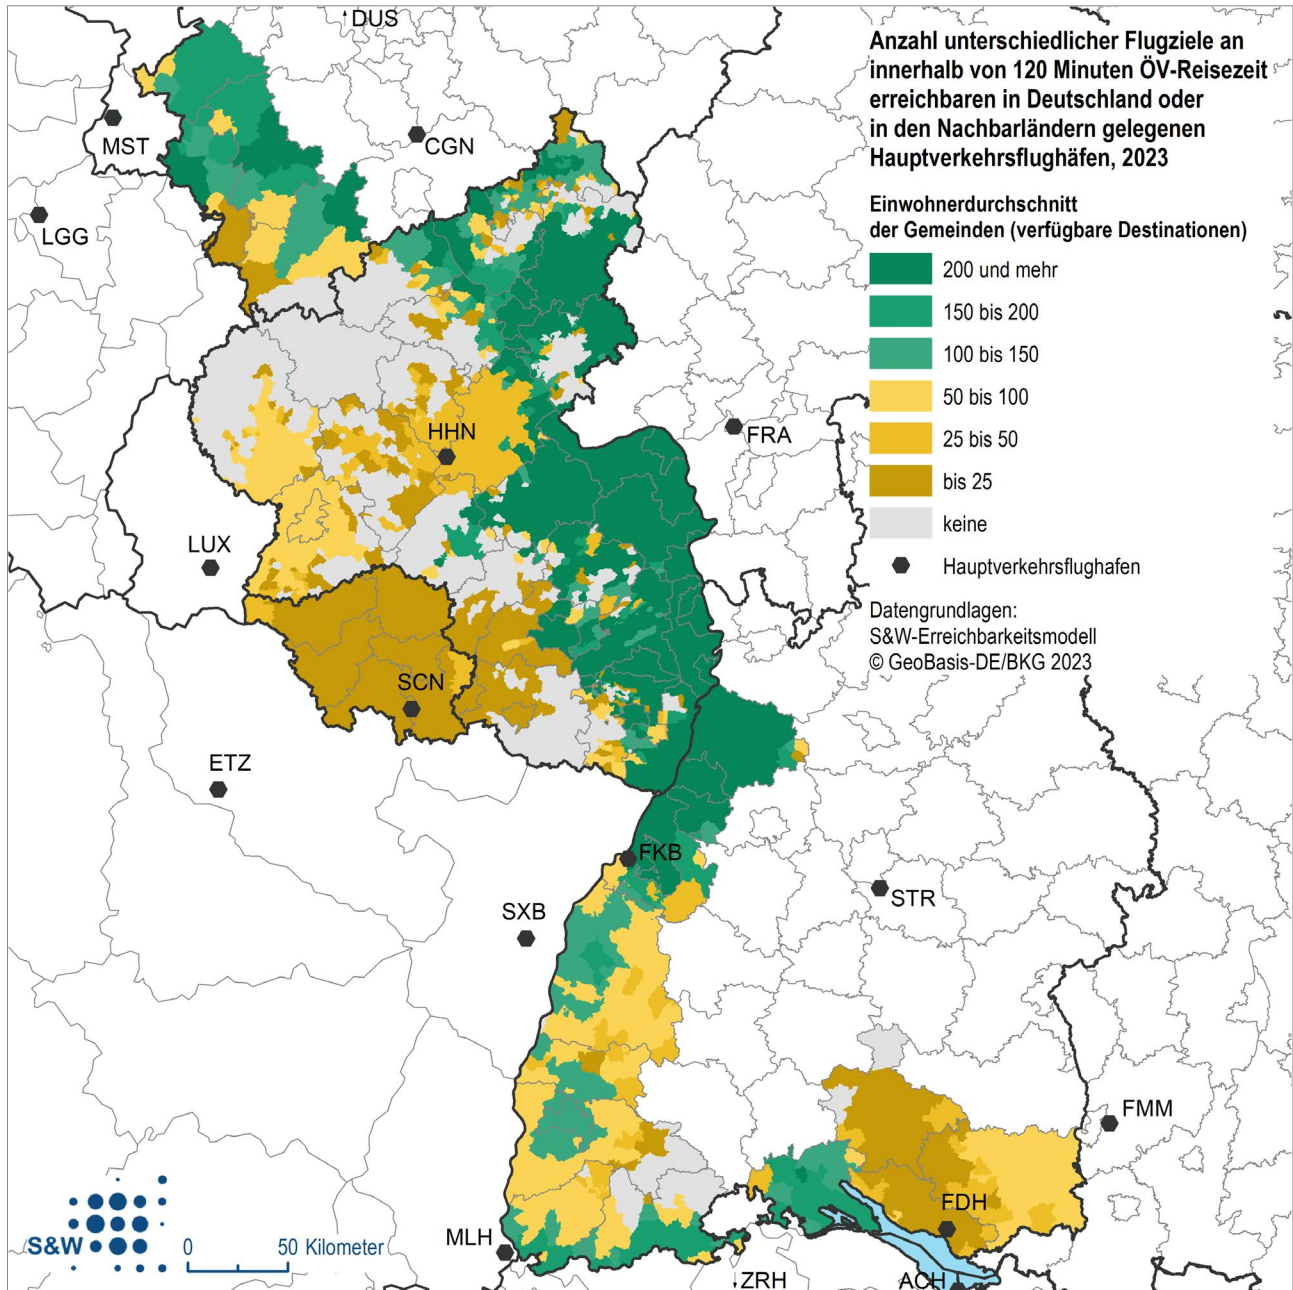 DUS
Anzahl unterschiedlicher Flugziele an
innerhalb von 120 Minuten ÖV-Reisezeit
erreichbaren in Deutschland oder
in den Nachbarländern gelegenen
Hauptverkehrsflughäfen, 2023
Einwohnerdurchschnitt
der Gemeinden (verfügbare Destinationen)
200 und mehr
150 bis 200
100 bis 150
50 bis 100
25 bis 50
bis 25
keine
Hauptverkehrsflughafen
Datengrundlagen:
S&W-Erreichbarkeitsmodell
© GeoBasis-DE/BKG 2023
MST
CGN
LGG
HHN
FRA
LUX
SCN
ETZ
FKB
STR
SXB
FMM
FDH
MLH
ZRH
ACH
S&W
0 50 Kilometer